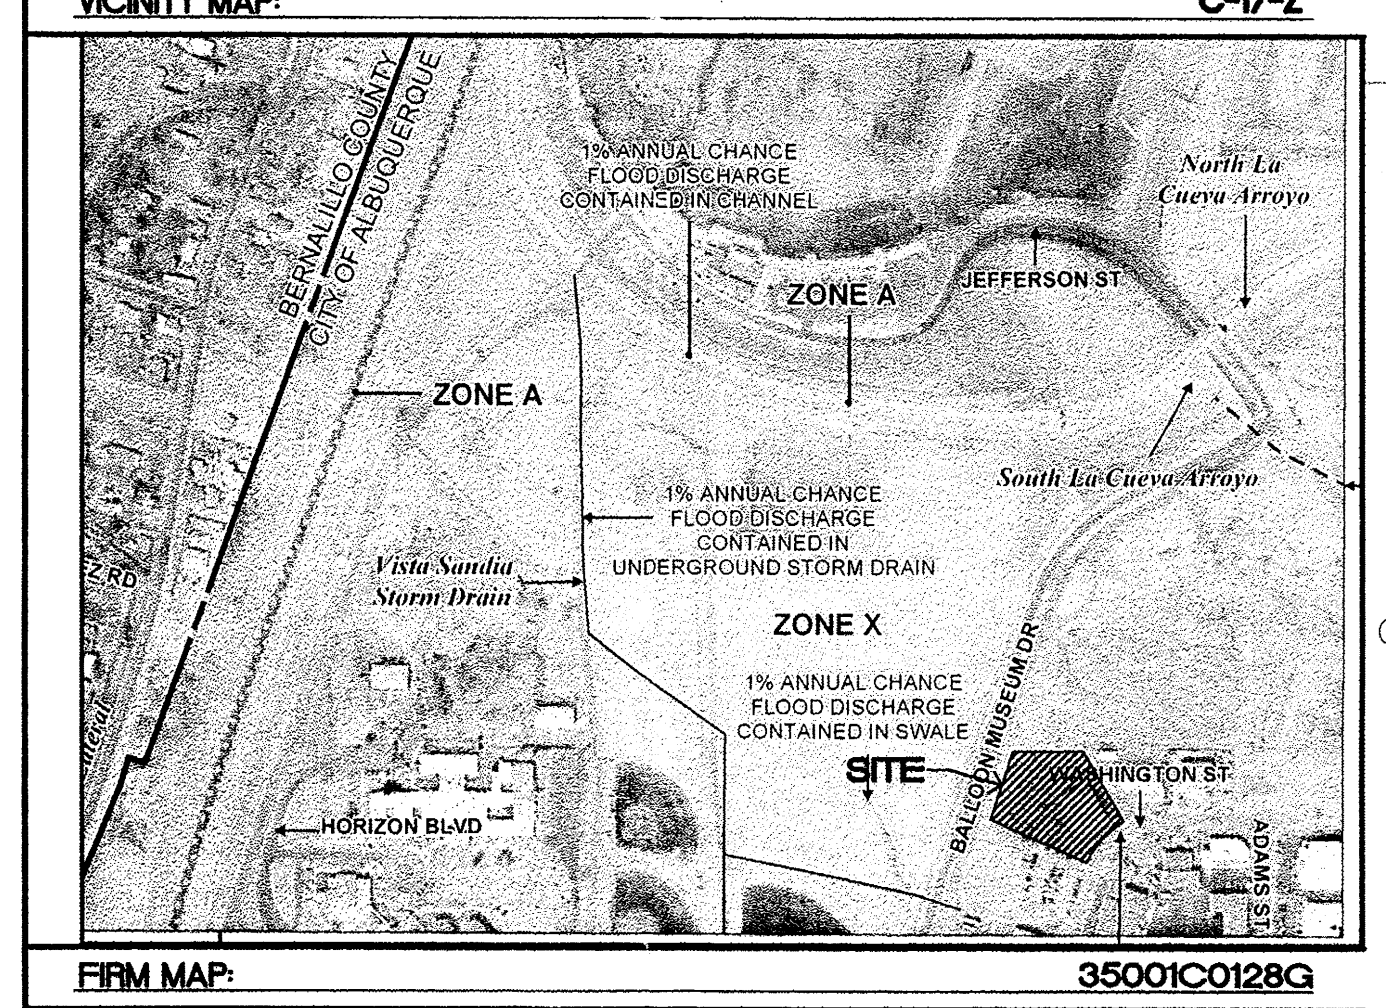 VICINITY MAP:
C-17-Z
BERNALILLO COUNTY
CITY OF ALBUQUERQUE
1% ANNUAL CHANCE
FLOOD DISCHARGE
CONTAINED IN CHANNEL
North La
Cueva Arroyo
JEFFERSON ST
ZONE A
ZONE A
South La Cueva Arroyo
1% ANNUAL CHANCE
FLOOD DISCHARGE
CONTAINED IN
UNDERGROUND STORM DRAIN
Vista Sandia
Storm Drain
Z RD
ZONE X
1% ANNUAL CHANCE
FLOOD DISCHARGE
CONTAINED IN SWALE
BALLOON MUSEUM DR
SITE
WASHINGTON ST
HORIZON BLVD
ADAMS ST
FIRM MAP:
35001C0128G